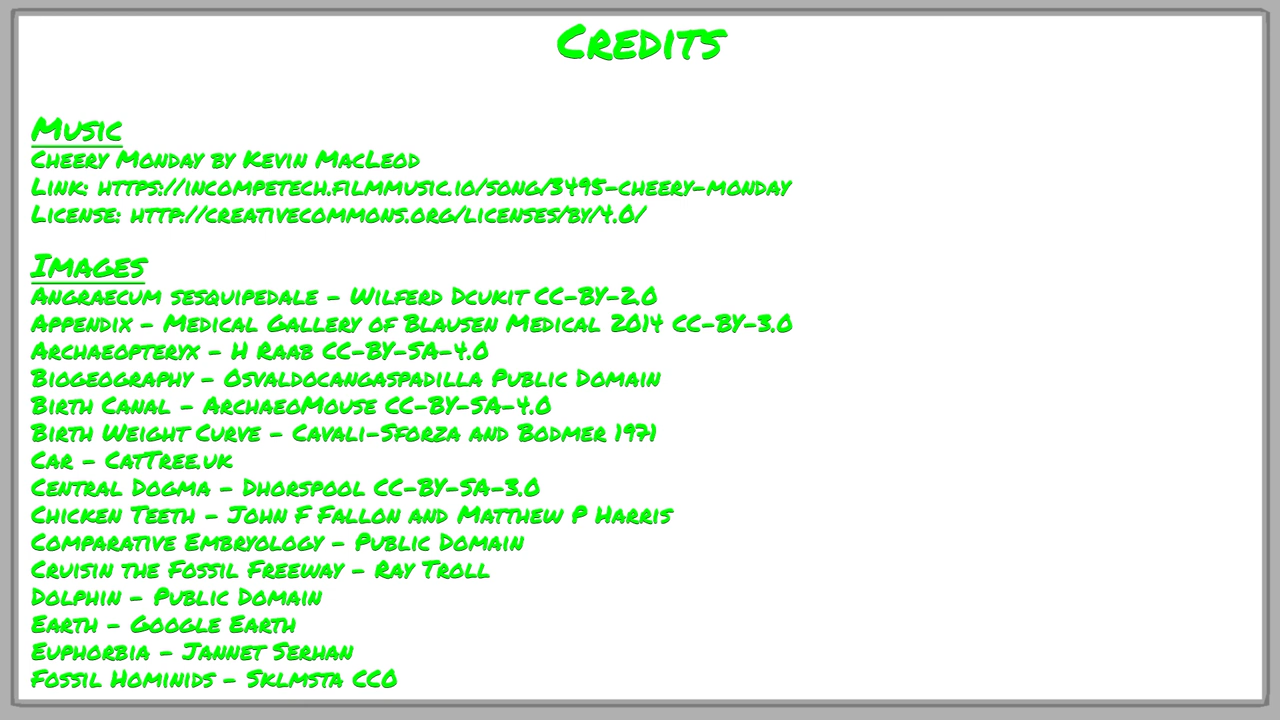 Credits
Music
Cheery Monday by Kevin MacLeod
Link: https://incompetech.filmmusic.io/song/3495-cheery-monday
License: http://creativecommons.org/licenses/by/4.0/
Images
Angraecum sesquipedale - Wilferd Dcukit CC-BY-2.0
Appendix - Medical Gallery of Blausen Medical 2014 CC-BY-3.0
Archaeopteryx - H Raab CC-BY-SA-4.0
Biogeography - Osvaldocangaspadilla Public Domain
Birth Canal - ArchaeoMouse CC-BY-SA-4.0
Birth Weight Curve - Cavali-Sforza and Bodmer 1971
Car - CatTree.uk
Central Dogma - Dhorspool CC-BY-SA-3.0
Chicken Teeth - John F Fallon and Matthew P Harris
Comparative Embryology - Public Domain
Cruisin the Fossil Freeway - Ray Troll
Dolphin - Public Domain
Earth - Google Earth
Euphorbia - Jannet Serhan
Fossil Hominids - Sklmsta CC0